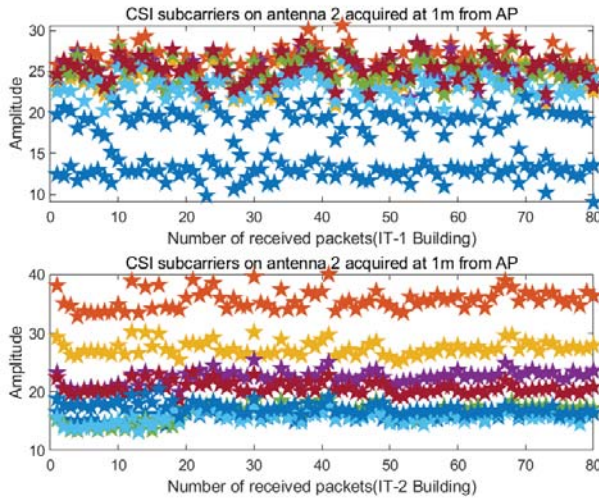 CSI subcarriers on antenna 2 acquired at 1m from AP
30
25
20
15
10
Amplitude
0 10 20 30 40 50 60 70 80
Number of received packets(IT-1 Building)
CSI subcarriers on antenna 2 acquired at 1m from AP
40
30
20
10
Amplitude
0 10 20 30 40 50 60 70 80
Number of received packets(IT-2 Building)